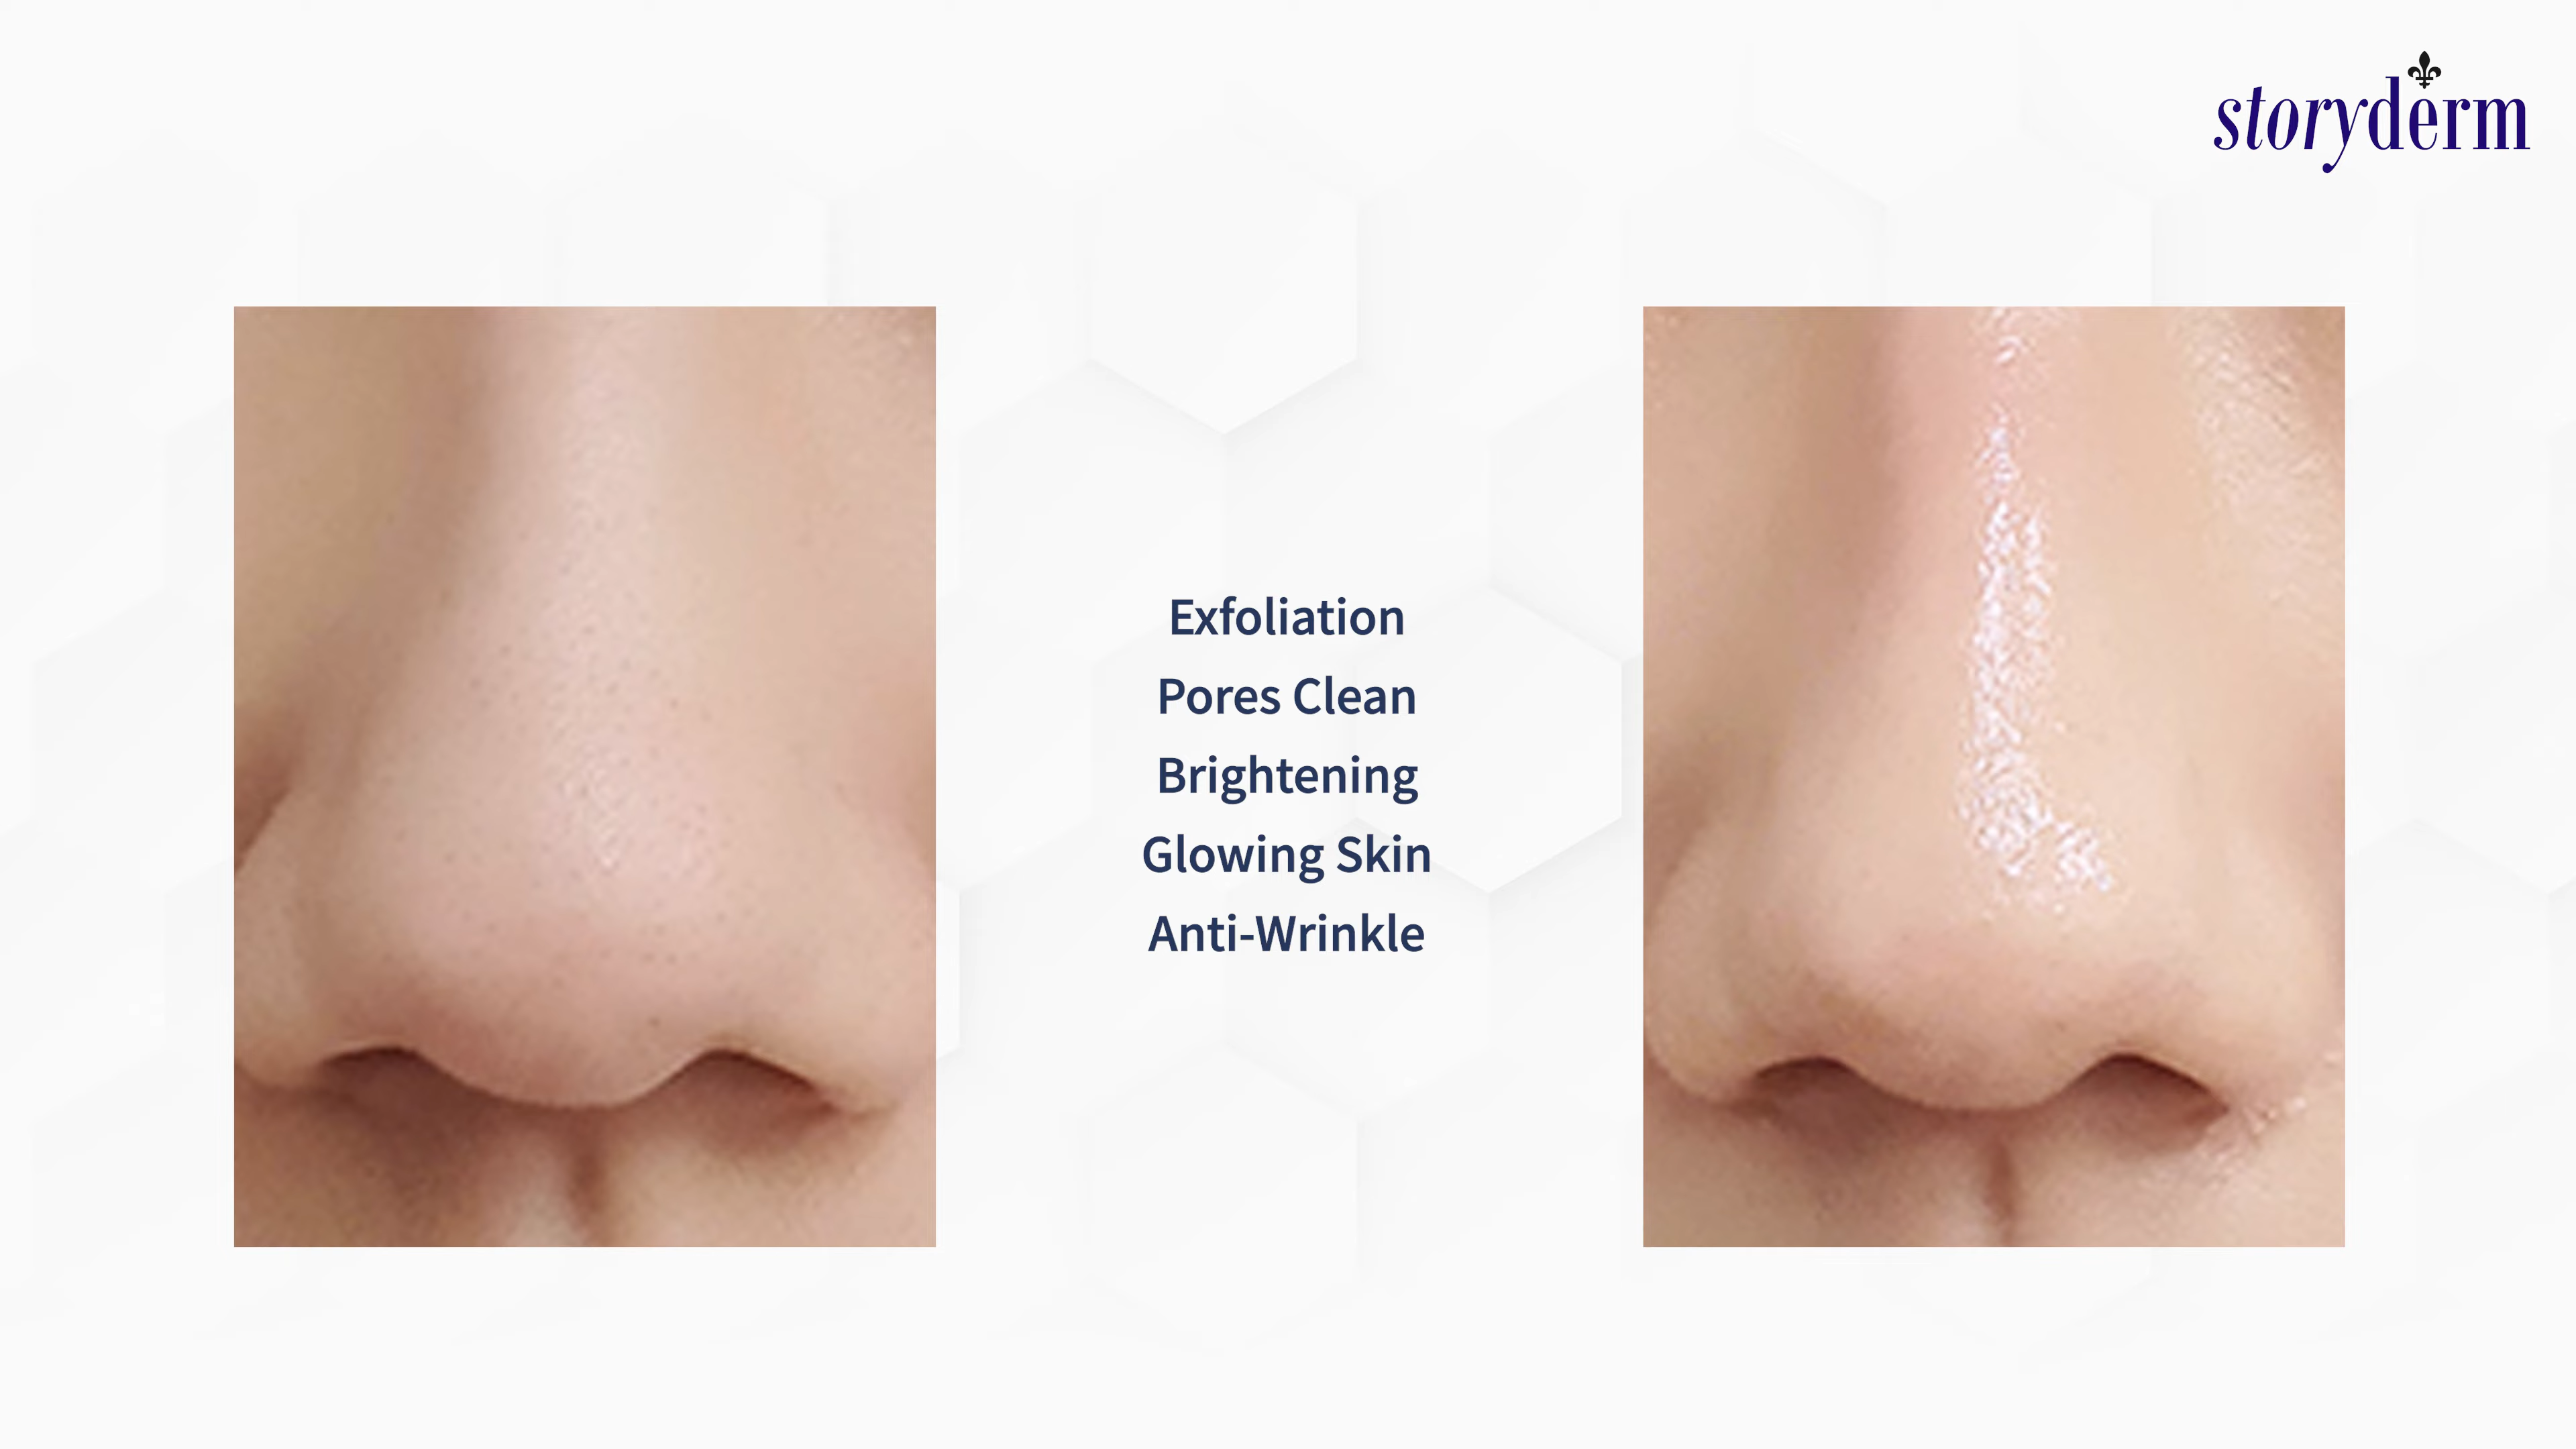 storyderm
Exfoliation
Pores Clean
Brightening
Glowing Skin
Anti-Wrinkle